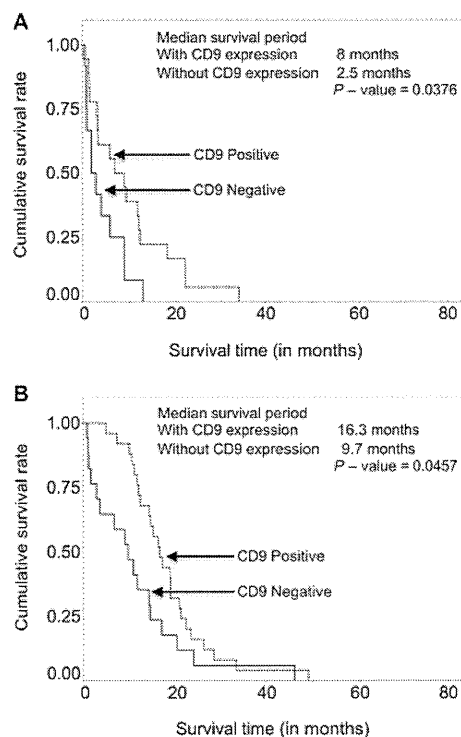 A
Median survival period
With CD9 expression 8 months
Without CD9 expression 2.5 months
P – value = 0.0376
Cumulative survival rate
1.00
0.75
0.50
0.25
0.00
CD9 Positive
CD9 Negative
0 20 40 60 80
Survival time (in months)
B
Median survival period
With CD9 expression 16.3 months
Without CD9 expression 9.7 months
P – value = 0.0457
Cumulative survival rate
1.00
0.75
0.50
0.25
0.00
CD9 Positive
CD9 Negative
0 20 40 60 80
Survival time (in months)